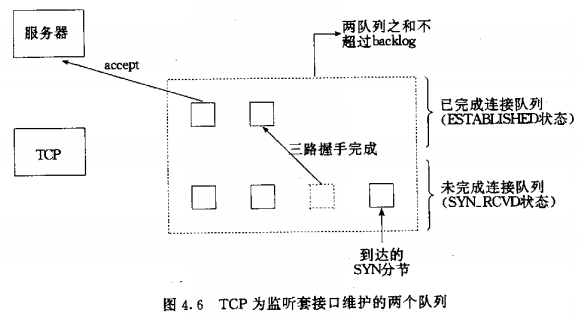 服务器
两队列之和不
超过backlog
accept
已完成连接队列
(ESTABLISHED状态)
TCP
三路握手完成
未完成连接队列
(SYN_RCVD状态)
到达的
SYN分节
图 4.6 TCP 为监听套接口维护的两个队列